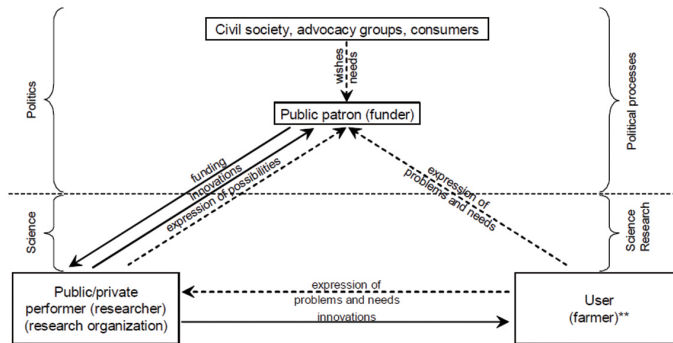 Civil society, advocacy groups, consumers
wishes
needs
Public patron (funder)
Politics
Political processes
funding
innovations
expression of possibilities
expression of
problems and needs
Science
Science
Research
Public/private
performer (researcher)
(research organization)
expression of
problems and needs
innovations
User
(farmer)**